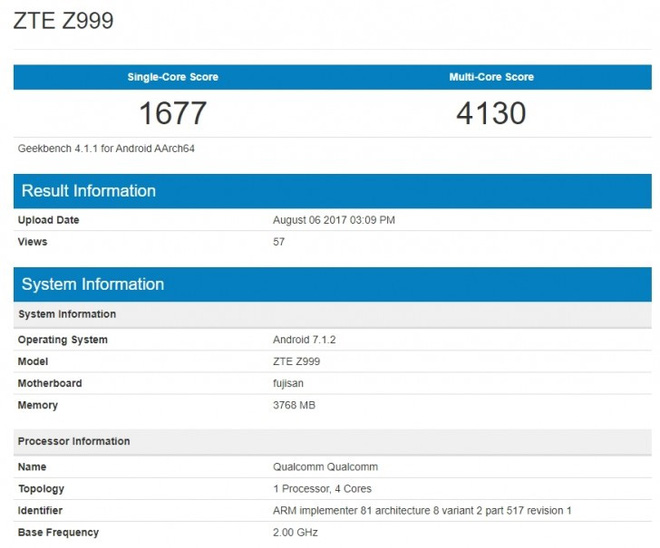 ZTE Z999
Single-Core Score Multi-Core Score
1677 4130
Geekbench 4.1.1 for Android AArch64
Result Information
Upload Date August 06 2017 03:09 PM
Views 57
System Information
System Information
Operating System Android 7.1.2
Model ZTE Z999
Motherboard fujisan
Memory 3768 MB
Processor Information
Name Qualcomm Qualcomm
Topology 1 Processor, 4 Cores
Identifier ARM implementer 81 architecture 8 variant 2 part 517 revision 1
Base Frequency 2.00 GHz